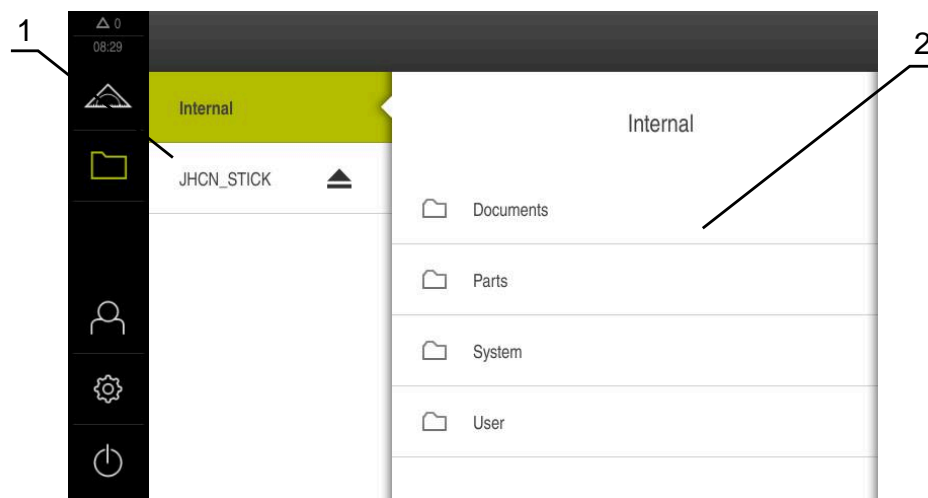 1
0
08:29
2
Internal
JHCN_STICK
Internal
Documents
Parts
System
User